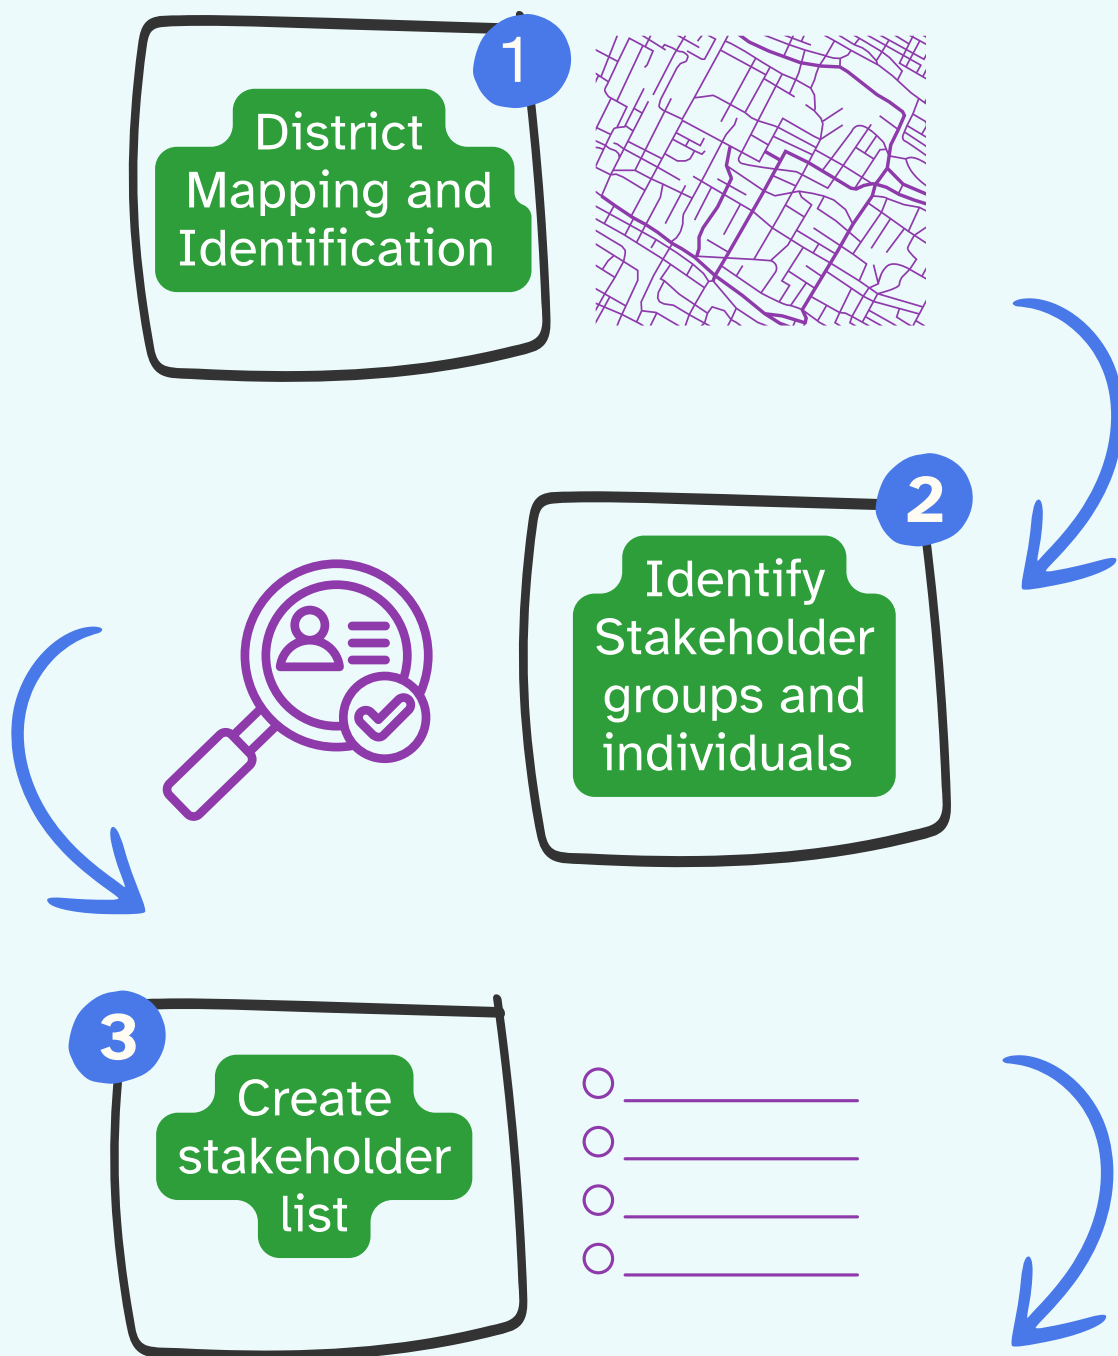 1
District
Mapping and
Identification
2
Identify
Stakeholder
groups and
individuals
3
Create
stakeholder
list